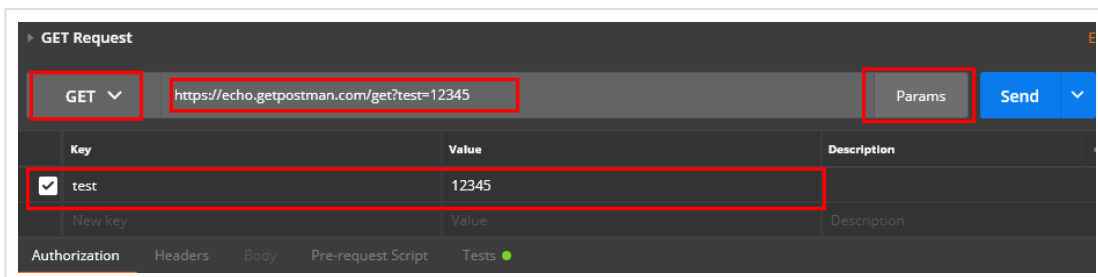 GET Request
E
GET https://echo.getpostman.com/get?test=12345 Params Send
Key Value Description
test 12345
New key Value Description
Authorization Headers Body Pre-request Script Tests